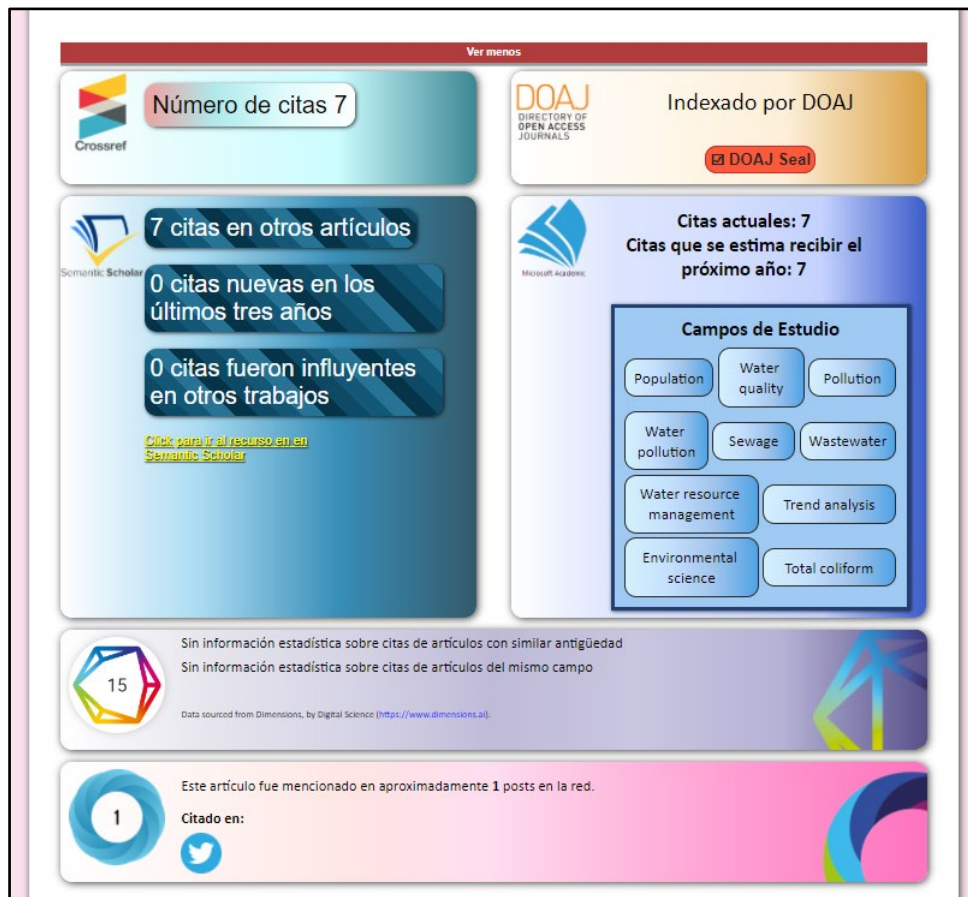 Ver menos
Crossref
Número de citas 7
DOAJ
DIRECTORY OF
OPEN ACCESS
JOURNALS
Indexado por DOAJ
DOAJ Seal
Semantic Scholar
7 citas en otros artículos
0 citas nuevas en los
últimos tres años
0 citas fueron influyentes
en otros trabajos
Click para ir al recurso en en
Semantic Scholar
Microsoft Academic
Citas actuales: 7
Citas que se estima recibir el
próximo año: 7
Campos de Estudio
Population
Water
quality
Pollution
Water
pollution
Sewage
Wastewater
Water resource
management
Trend analysis
Environmental
science
Total coliform
15
Sin información estadística sobre citas de artículos con similar antigüedad
Sin información estadística sobre citas de artículos del mismo campo
Data sourced from Dimensions, by Digital Science (https://www.dimensions.ai).
1
Este artículo fue mencionado en aproximadamente 1 posts en la red.
Citado en: